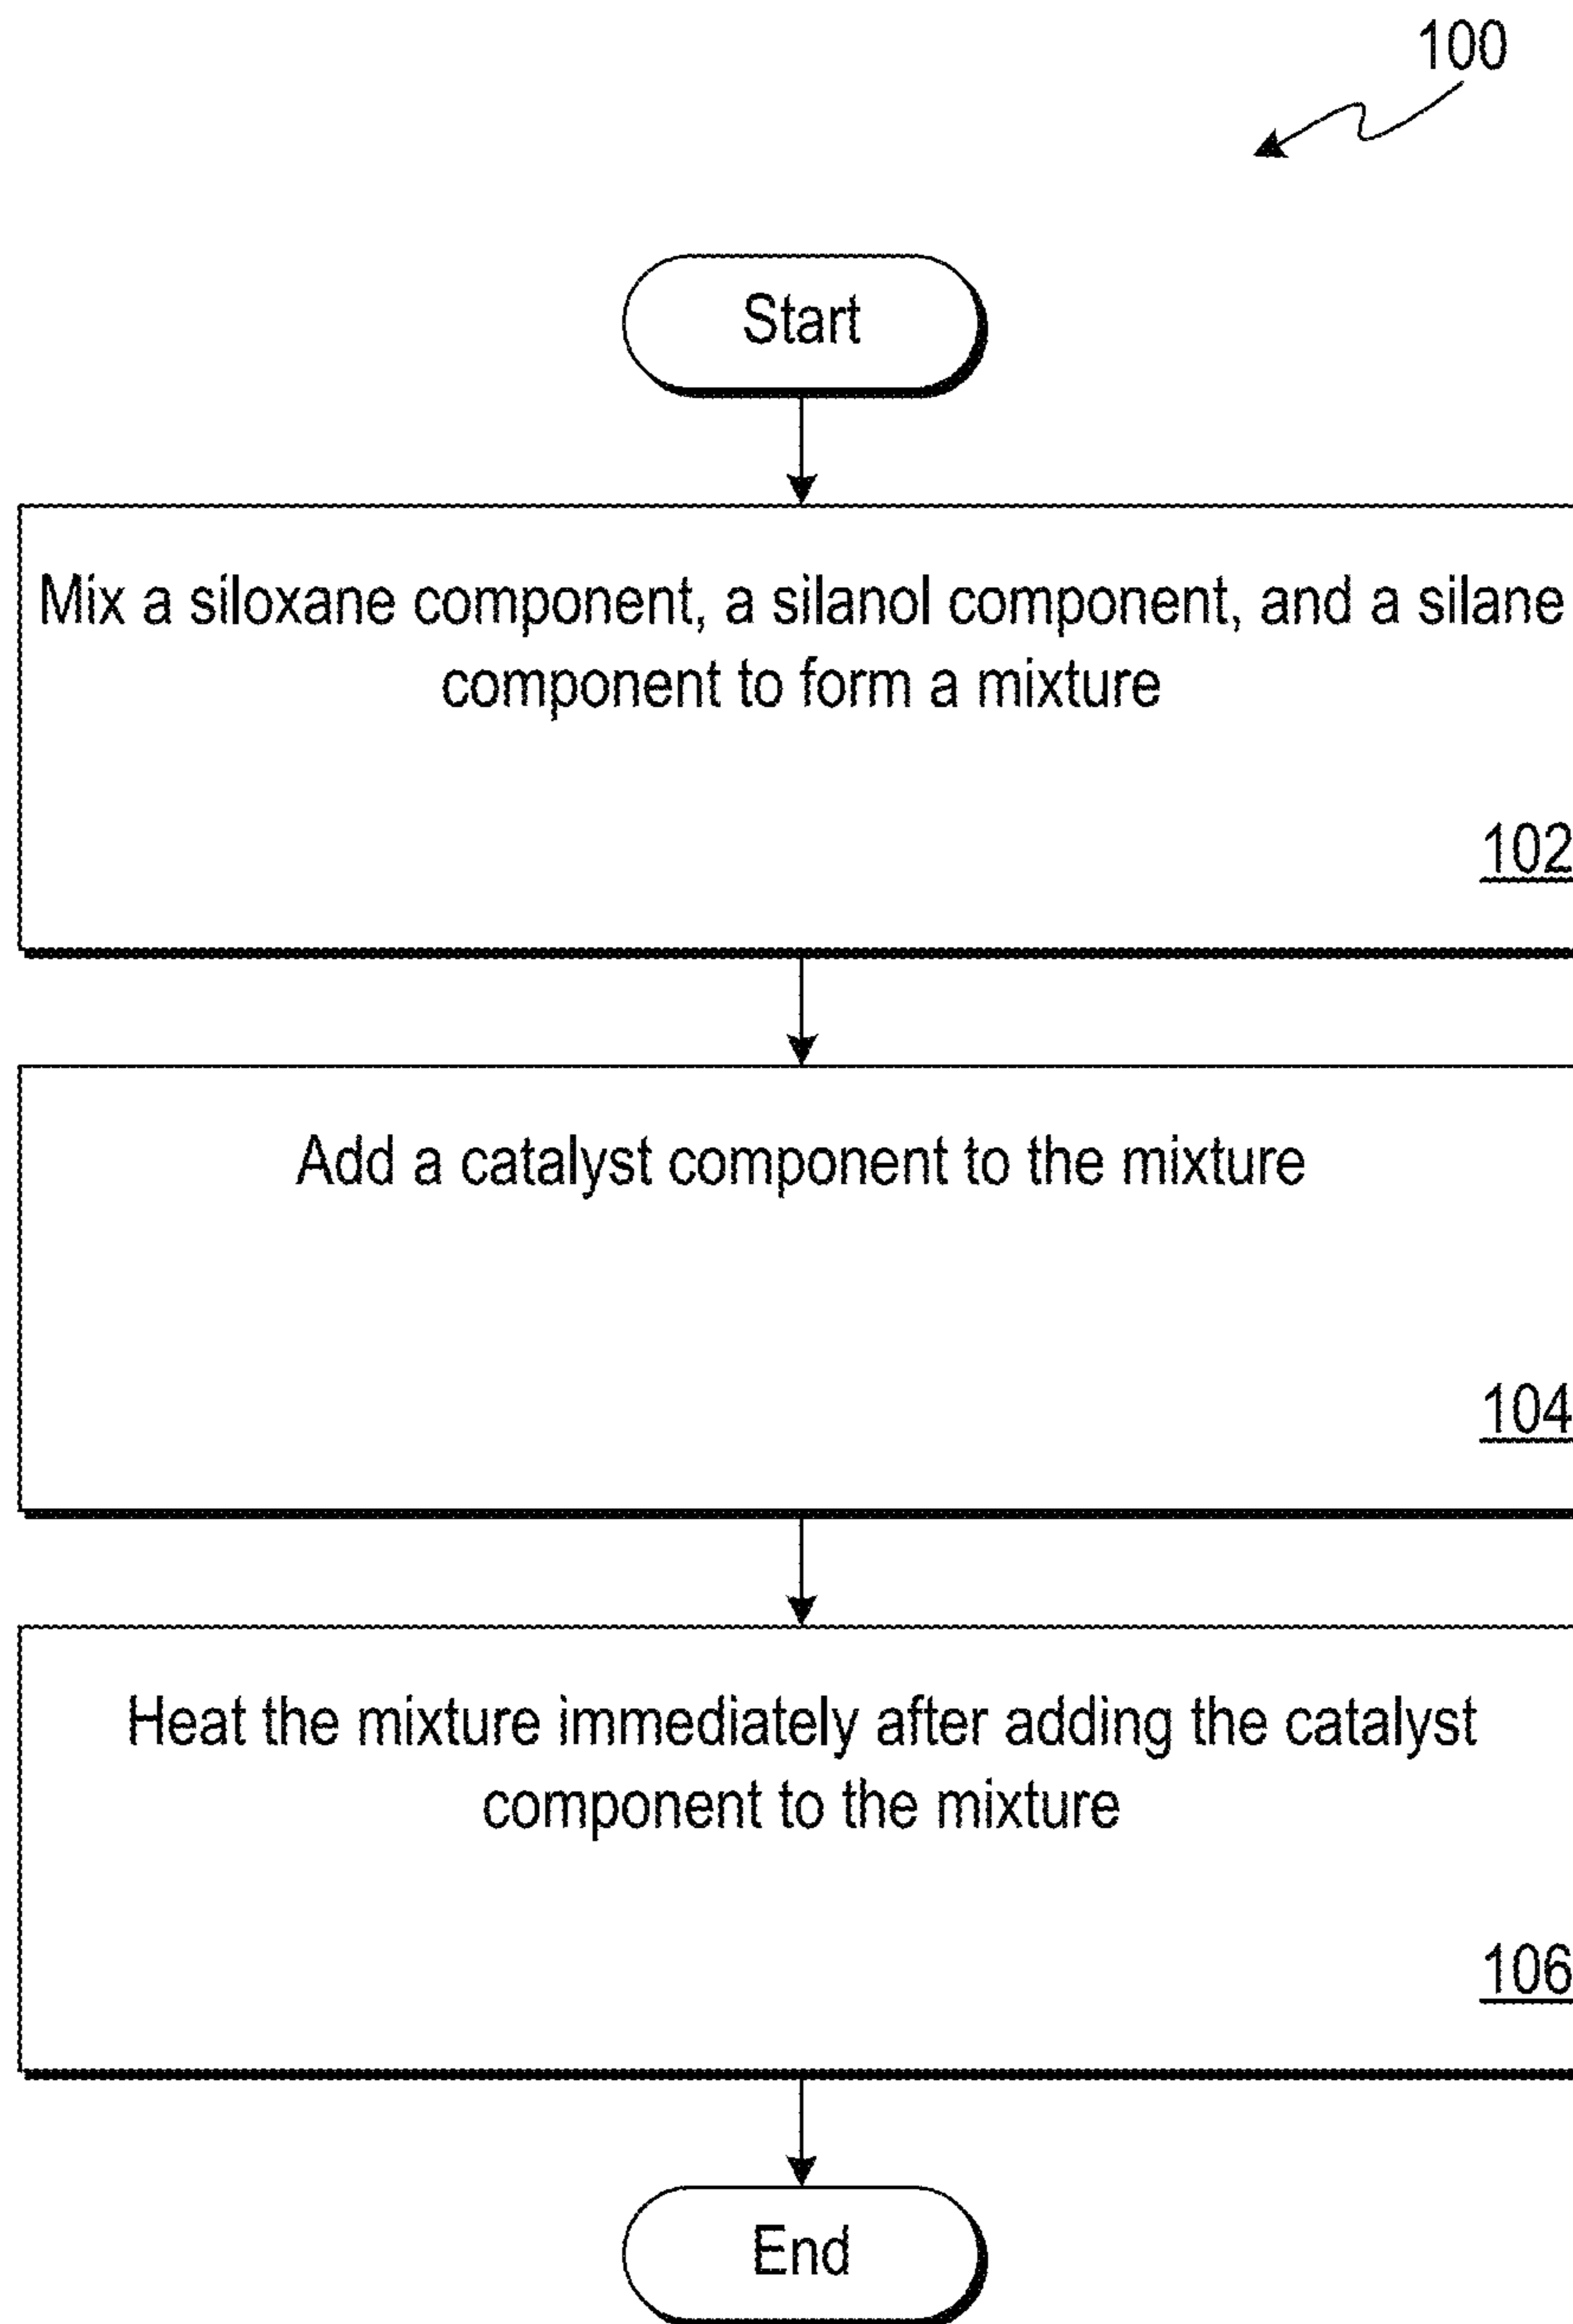 100
Start
Mix a siloxane component, a silanol component, and a silane
component to form a mixture
102
Add a catalyst component to the mixture
104
Heat the mixture immediately after adding the catalyst
component to the mixture
106
End